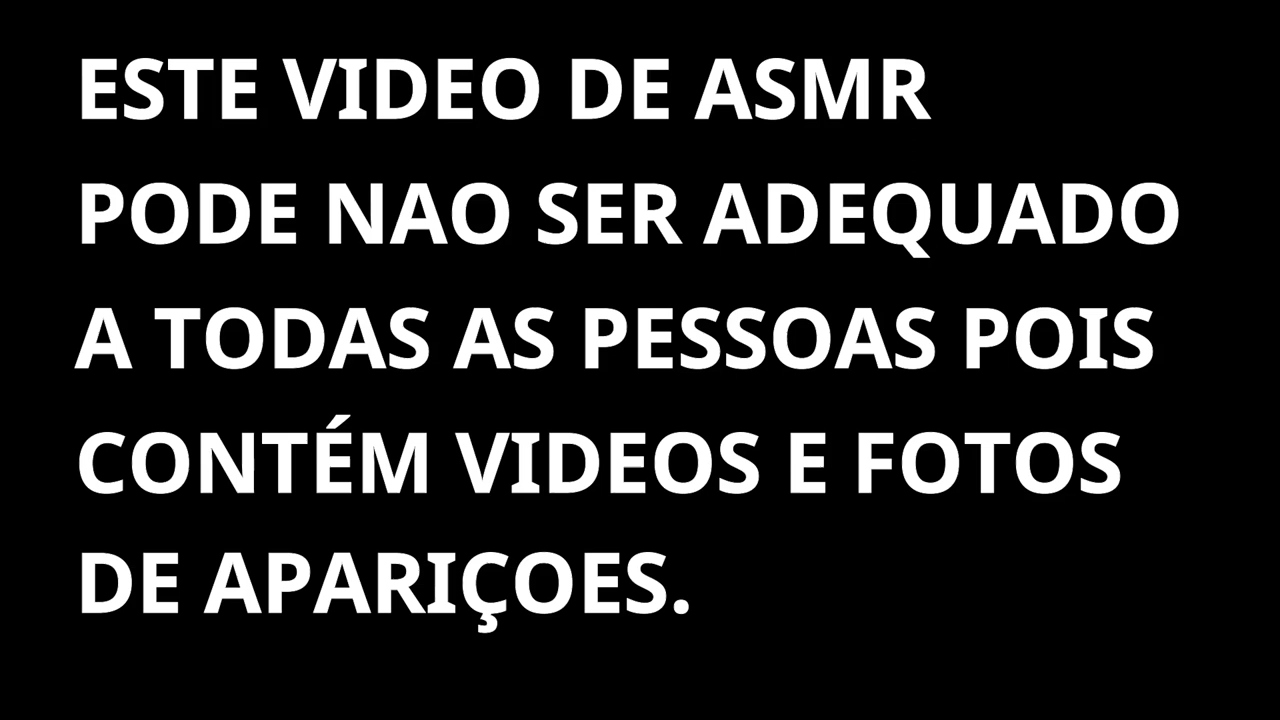 ESTE VIDEO DE ASMR
PODE NAO SER ADEQUADO
A TODAS AS PESSOAS POIS
CONTÉM VIDEOS E FOTOS
DE APARIÇOES.